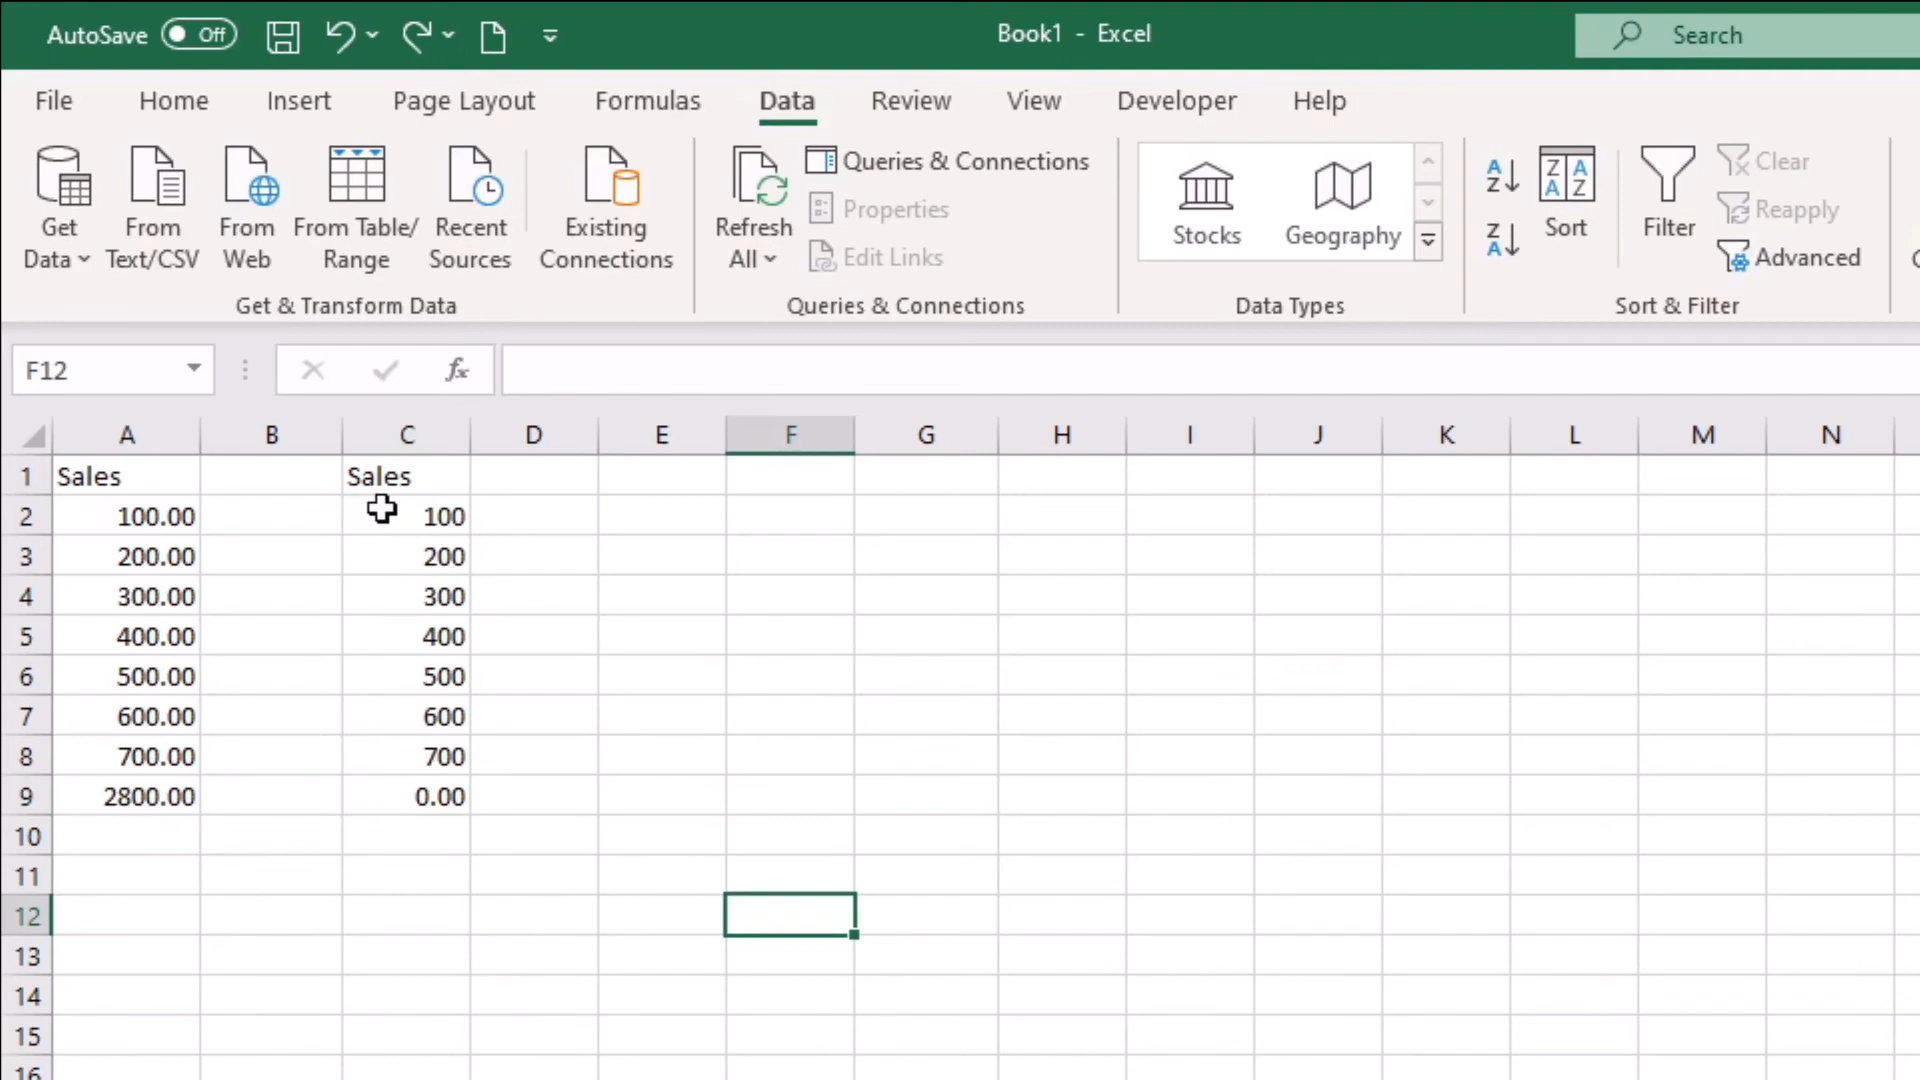 AutoSave Off Book1 - Excel Search
File Home Insert Page Layout Formulas Data Review View Developer Help
Get Data From Text/CSV From Web From Table/ Range Recent Sources Existing Connections
Get & Transform Data
Refresh All Queries & Connections
Properties
Edit Links
Queries & Connections
Stocks Geography
Data Types
Sort Filter Clear
Reapply
Advanced
Sort & Filter
F12 fx
A B C D E F G H I J K L M N
1 Sales Sales
2 100.00 100
3 200.00 200
4 300.00 300
5 400.00 400
6 500.00 500
7 600.00 600
8 700.00 700
9 2800.00 0.00
10
11
12
13
14
15
16